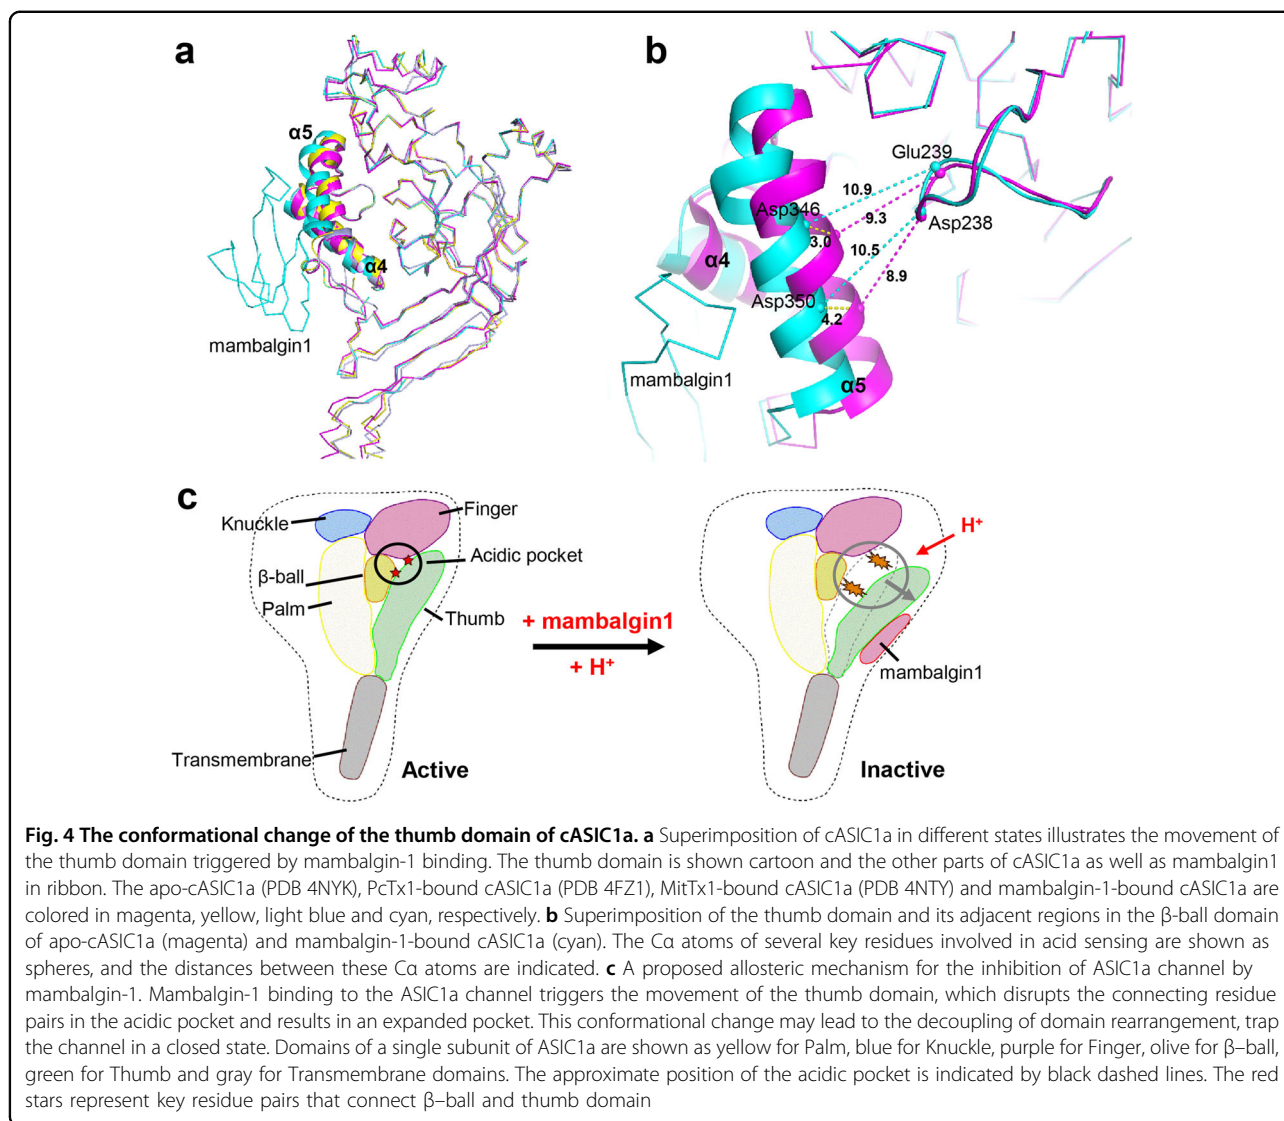 a
α5
α4
mambalgin1
b
Glu239
10.9
Asp346
9.3
Asp238
3.0
10.5
α4
8.9
Asp350
4.2
mambalgin1
α5
c
Knuckle
Finger
Acidic pocket
β-ball
Palm
Thumb
Transmembrane
Active
+ mambalgin1
+ H⁺
H⁺
mambalgin1
Inactive
Fig. 4 The conformational change of the thumb domain of cASIC1a. a Superimposition of cASIC1a in different states illustrates the movement of
the thumb domain triggered by mambalgin-1 binding. The thumb domain is shown cartoon and the other parts of cASIC1a as well as mambalgin1
in ribbon. The apo-cASIC1a (PDB 4NYK), PcTx1-bound cASIC1a (PDB 4FZ1), MitTx1-bound cASIC1a (PDB 4NTY) and mambalgin-1-bound cASIC1a are
colored in magenta, yellow, light blue and cyan, respectively. b Superimposition of the thumb domain and its adjacent regions in the β-ball domain
of apo-cASIC1a (magenta) and mambalgin-1-bound cASIC1a (cyan). The Cα atoms of several key residues involved in acid sensing are shown as
spheres, and the distances between these Cα atoms are indicated. c A proposed allosteric mechanism for the inhibition of ASIC1a channel by
mambalgin-1. Mambalgin-1 binding to the ASIC1a channel triggers the movement of the thumb domain, which disrupts the connecting residue
pairs in the acidic pocket and results in an expanded pocket. This conformational change may lead to the decoupling of domain rearrangement, trap
the channel in a closed state. Domains of a single subunit of ASIC1a are shown as yellow for Palm, blue for Knuckle, purple for Finger, olive for β–ball,
green for Thumb and gray for Transmembrane domains. The approximate position of the acidic pocket is indicated by black dashed lines. The red
stars represent key residue pairs that connect β–ball and thumb domain